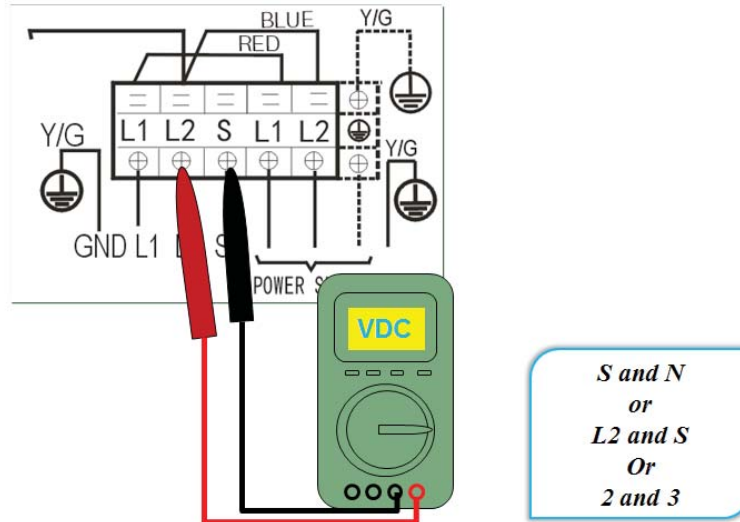 BLUE
Y/G
RED
L1 L2 S L1 L2
Y/G
Y/G
GND L1
POWER S
VDC
S and N
or
L2 and S
Or
2 and 3